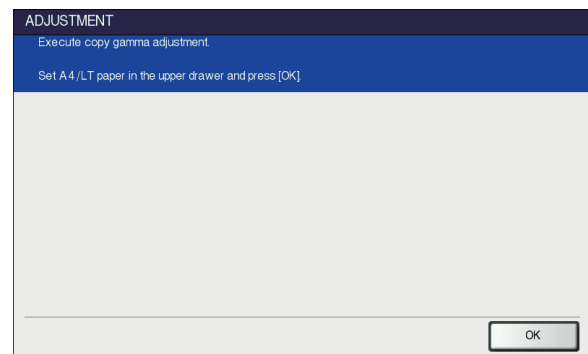 ADJUSTMENT
Execute copy gamma adjustment.
Set A4/LT paper in the upper drawer and press [OK].
OK